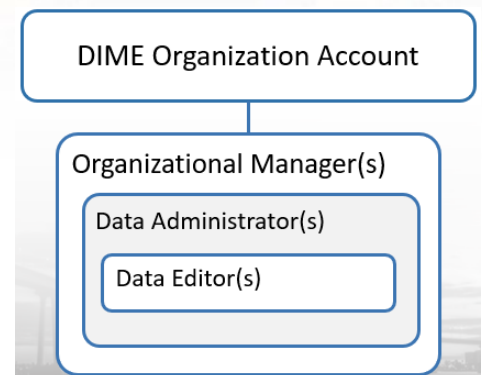 DIME Organization Account
Organizational Manager(s)
Data Administrator(s)
Data Editor(s)